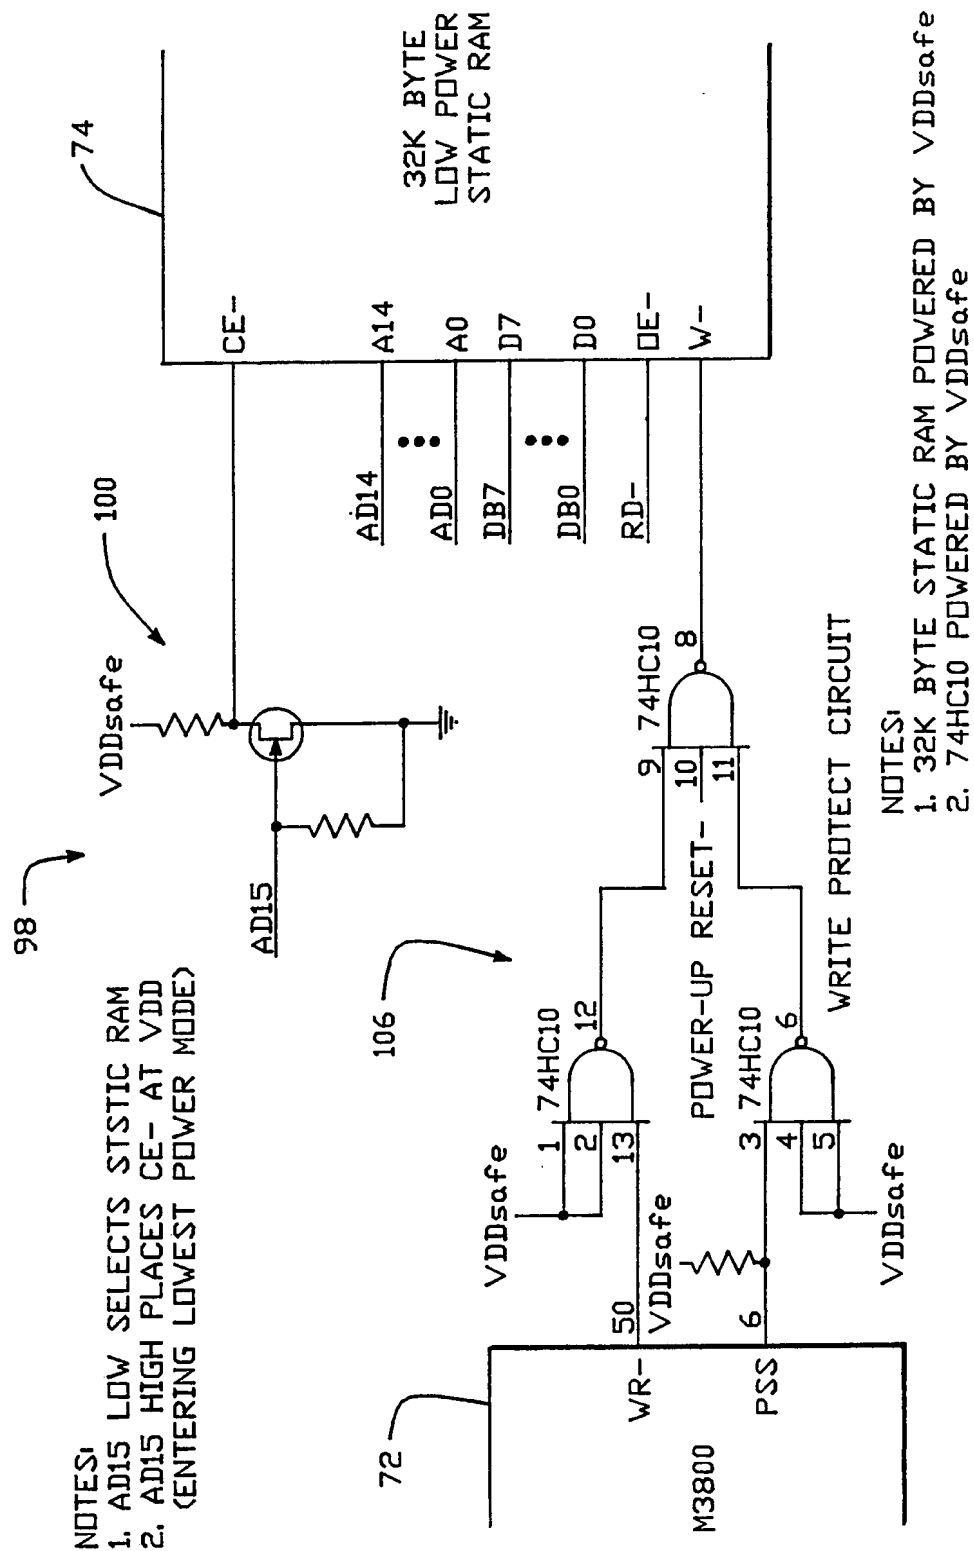 NOTES:
1. AD15 LOW SELECTS STSTIC RAM
2. AD15 HIGH PLACES CE- AT VDD
(ENTERING LOWEST POWER MODE)
98
100
74
VDDsafe
AD15
CE-
32K BYTE
LOW POWER
STATIC RAM
AD14
A14
AD0
A0
DB7
D7
DB0
D0
RD-
OE-
W-
106
72
M3800
WR-
50
PSS
6
VDDsafe
1
2
13
74HC10
12
VDDsafe
3
4
5
74HC10
6
VDDsafe
POWER-UP RESET-
9
10
11
74HC10
8
WRITE PROTECT CIRCUIT
NOTES:
1. 32K BYTE STATIC RAM POWERED BY VDDsafe
2. 74HC10 POWERED BY VDDsafe